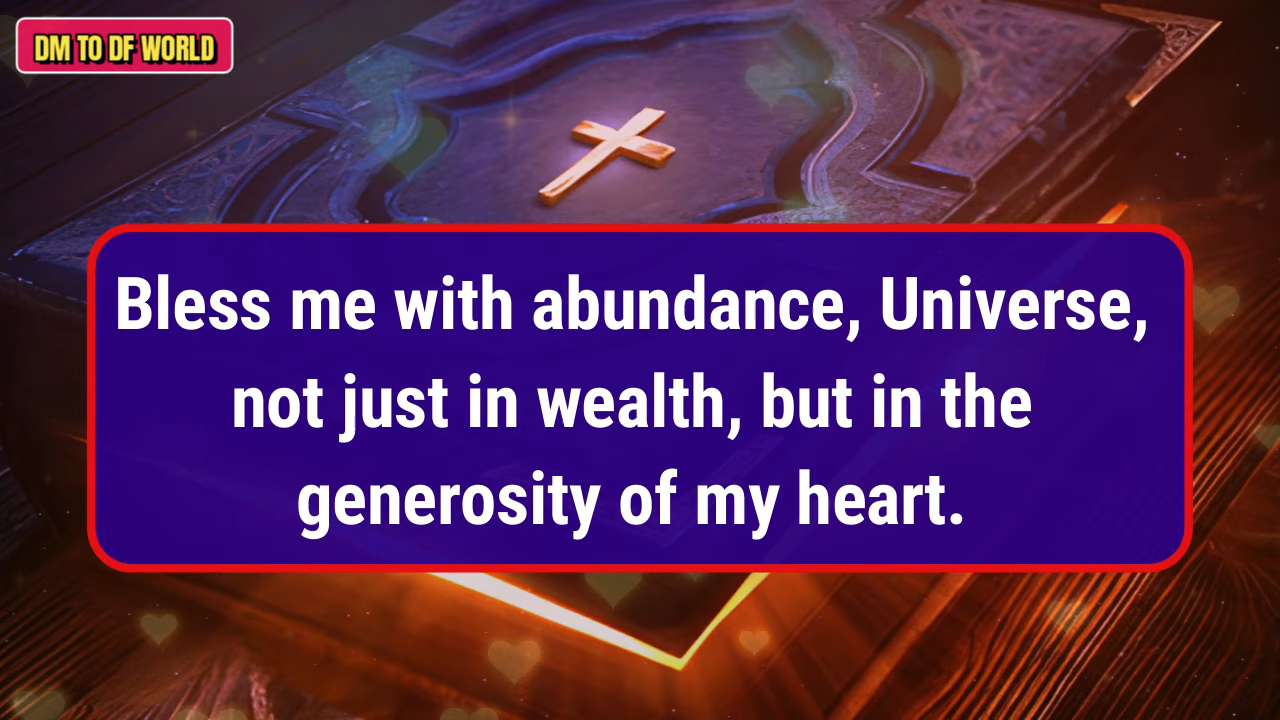 DM TO DF WORLD
Bless me with abundance, Universe,
not just in wealth, but in the
generosity of my heart.